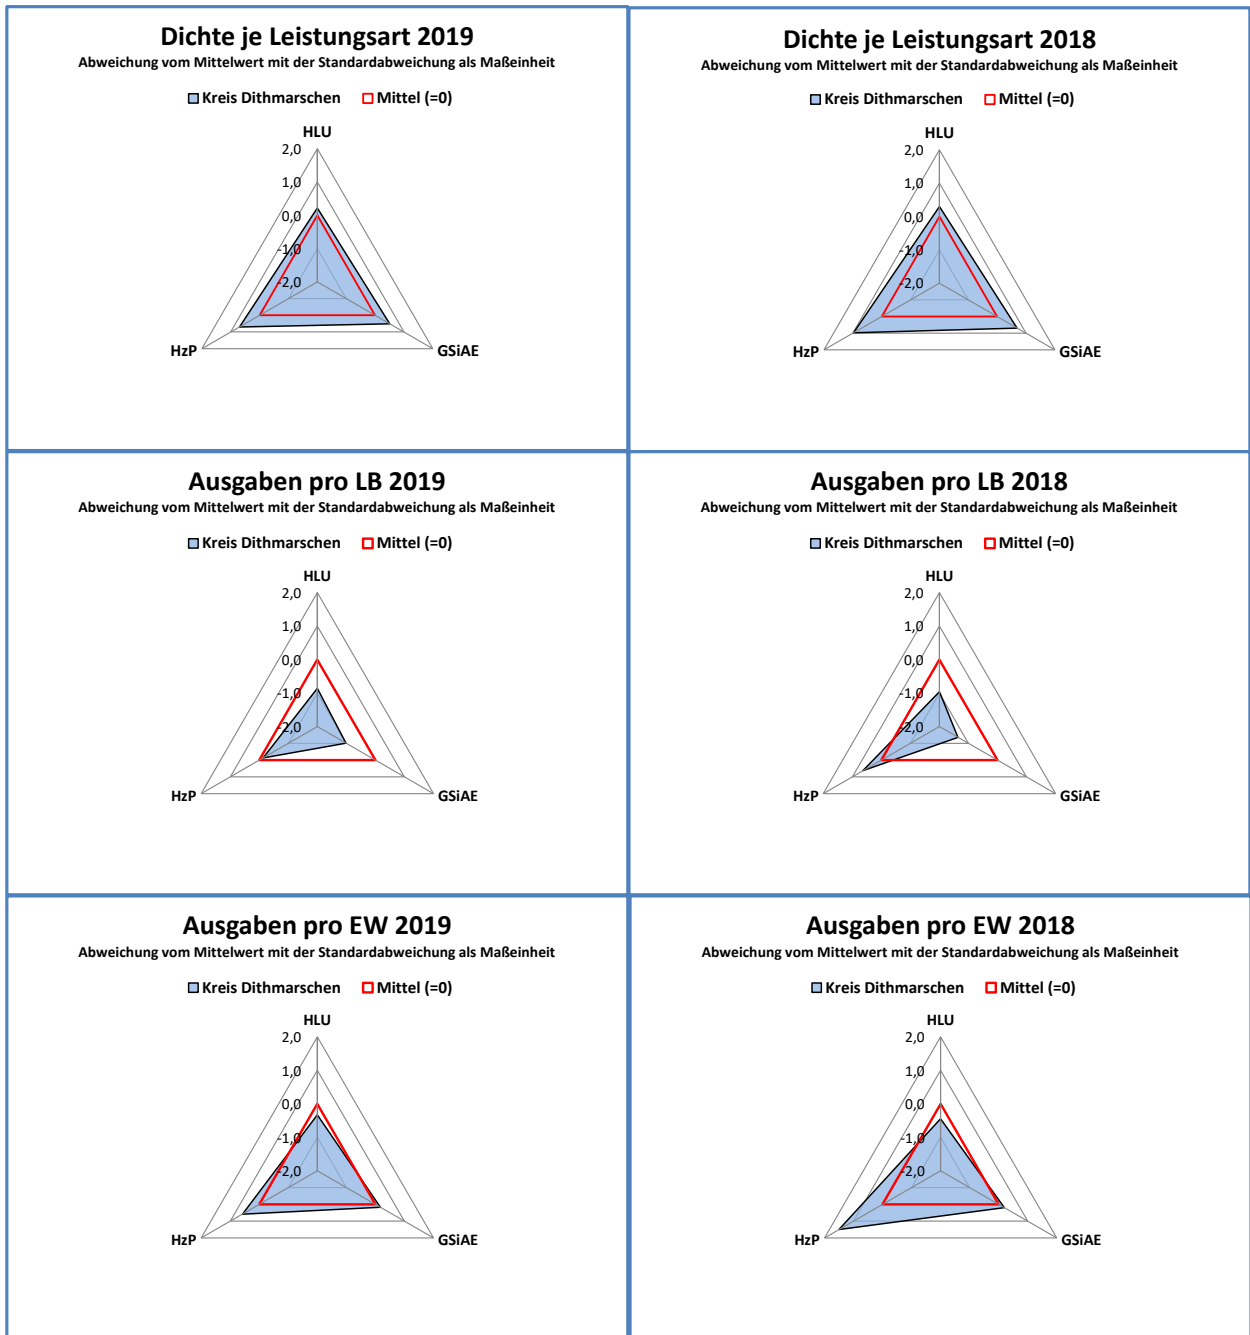 Dichte je Leistungsart 2019
Abweichung vom Mittelwert mit der Standardabweichung als Maßeinheit
Kreis Dithmarschen Mittel (=0)
HLU
2,0
1,0
0,0
-1,0
-2,0
HzP GSiAE
Dichte je Leistungsart 2018
Abweichung vom Mittelwert mit der Standardabweichung als Maßeinheit
Kreis Dithmarschen Mittel (=0)
HLU
2,0
1,0
0,0
-1,0
-2,0
HzP GSiAE
Ausgaben pro LB 2019
Abweichung vom Mittelwert mit der Standardabweichung als Maßeinheit
Kreis Dithmarschen Mittel (=0)
HLU
2,0
1,0
0,0
-1,0
-2,0
HzP GSiAE
Ausgaben pro LB 2018
Abweichung vom Mittelwert mit der Standardabweichung als Maßeinheit
Kreis Dithmarschen Mittel (=0)
HLU
2,0
1,0
0,0
-1,0
-2,0
HzP GSiAE
Ausgaben pro EW 2019
Abweichung vom Mittelwert mit der Standardabweichung als Maßeinheit
Kreis Dithmarschen Mittel (=0)
HLU
2,0
1,0
0,0
-1,0
-2,0
HzP GSiAE
Ausgaben pro EW 2018
Abweichung vom Mittelwert mit der Standardabweichung als Maßeinheit
Kreis Dithmarschen Mittel (=0)
HLU
2,0
1,0
0,0
-1,0
-2,0
HzP GSiAE